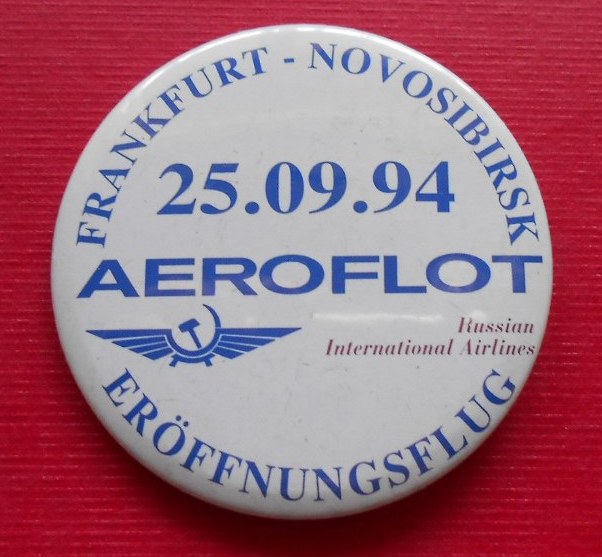 FRANKFURT - NOVOSIBIRSK
25.09.94
AEROFLOT
Russian
International Airlines
ERÖFFNUNGSFLUG